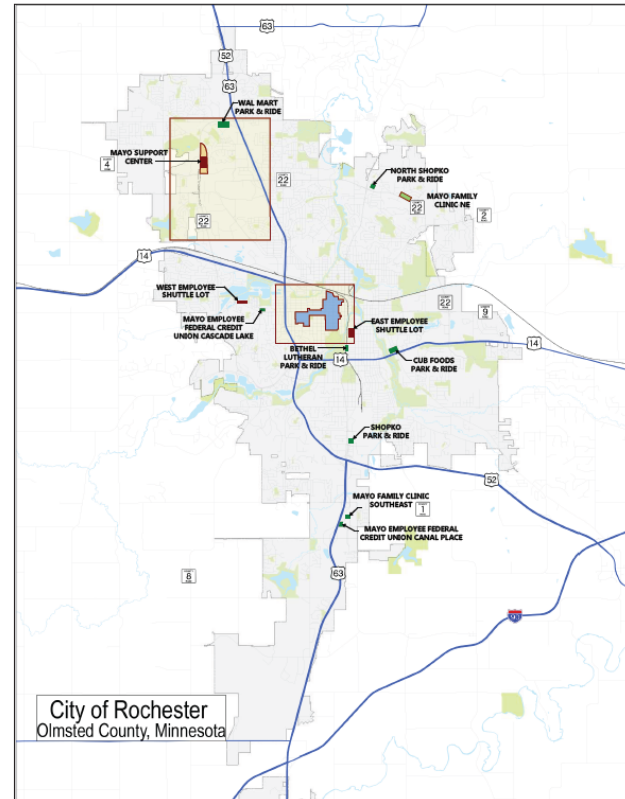 63
52
63
WAL MART
PARK & RIDE
MAYO SUPPORT
CENTER
4
22
NORTH SHOPKO
PARK & RIDE
MAYO FAMILY
CLINIC NE
22
2
22
14
WEST EMPLOYEE
SHUTTLE LOT
MAYO EMPLOYEE
FEDERAL CREDIT
UNION CASCADE LAKE
22
9
EAST EMPLOYEE
SHUTTLE LOT
BETHEL
LUTHERAN
PARK & RIDE
14
CUB FOODS
PARK & RIDE
14
SHOPKO
PARK & RIDE
52
MAYO FAMILY CLINIC
SOUTHEAST
1
MAYO EMPLOYEE FEDERAL
CREDIT UNION CANAL PLACE
8
63
90
City of Rochester
Olmsted County, Minnesota